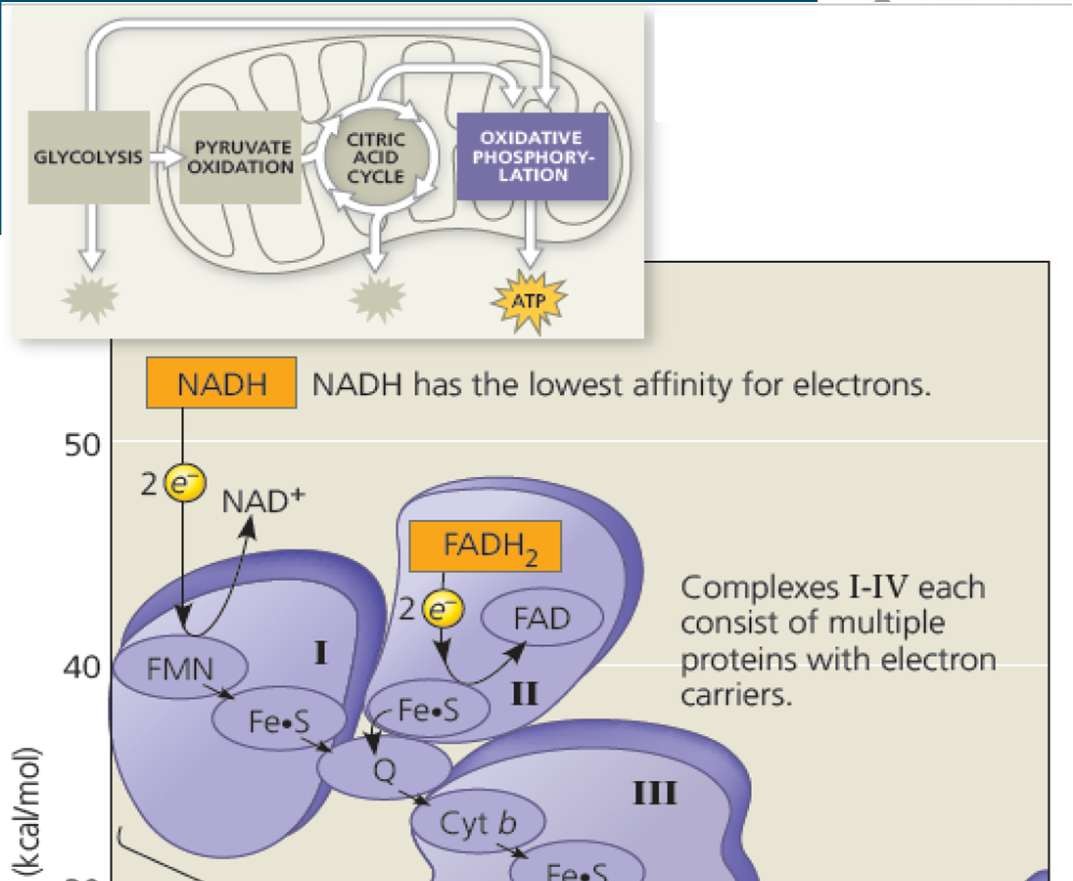 GLYCOLYSIS
PYRUVATE
OXIDATION
CITRIC
ACID
CYCLE
OXIDATIVE
PHOSPHORY-
LATION
ATP
NADH
NADH has the lowest affinity for electrons.
50
2 e⁻
NAD⁺
FADH₂
2 e⁻
FAD
Complexes I-IV each
consist of multiple
proteins with electron
carriers.
I
40
FMN
II
Fe•S
Fe•S
Q
III
(kcal/mol)
Cyt b
Fe•S